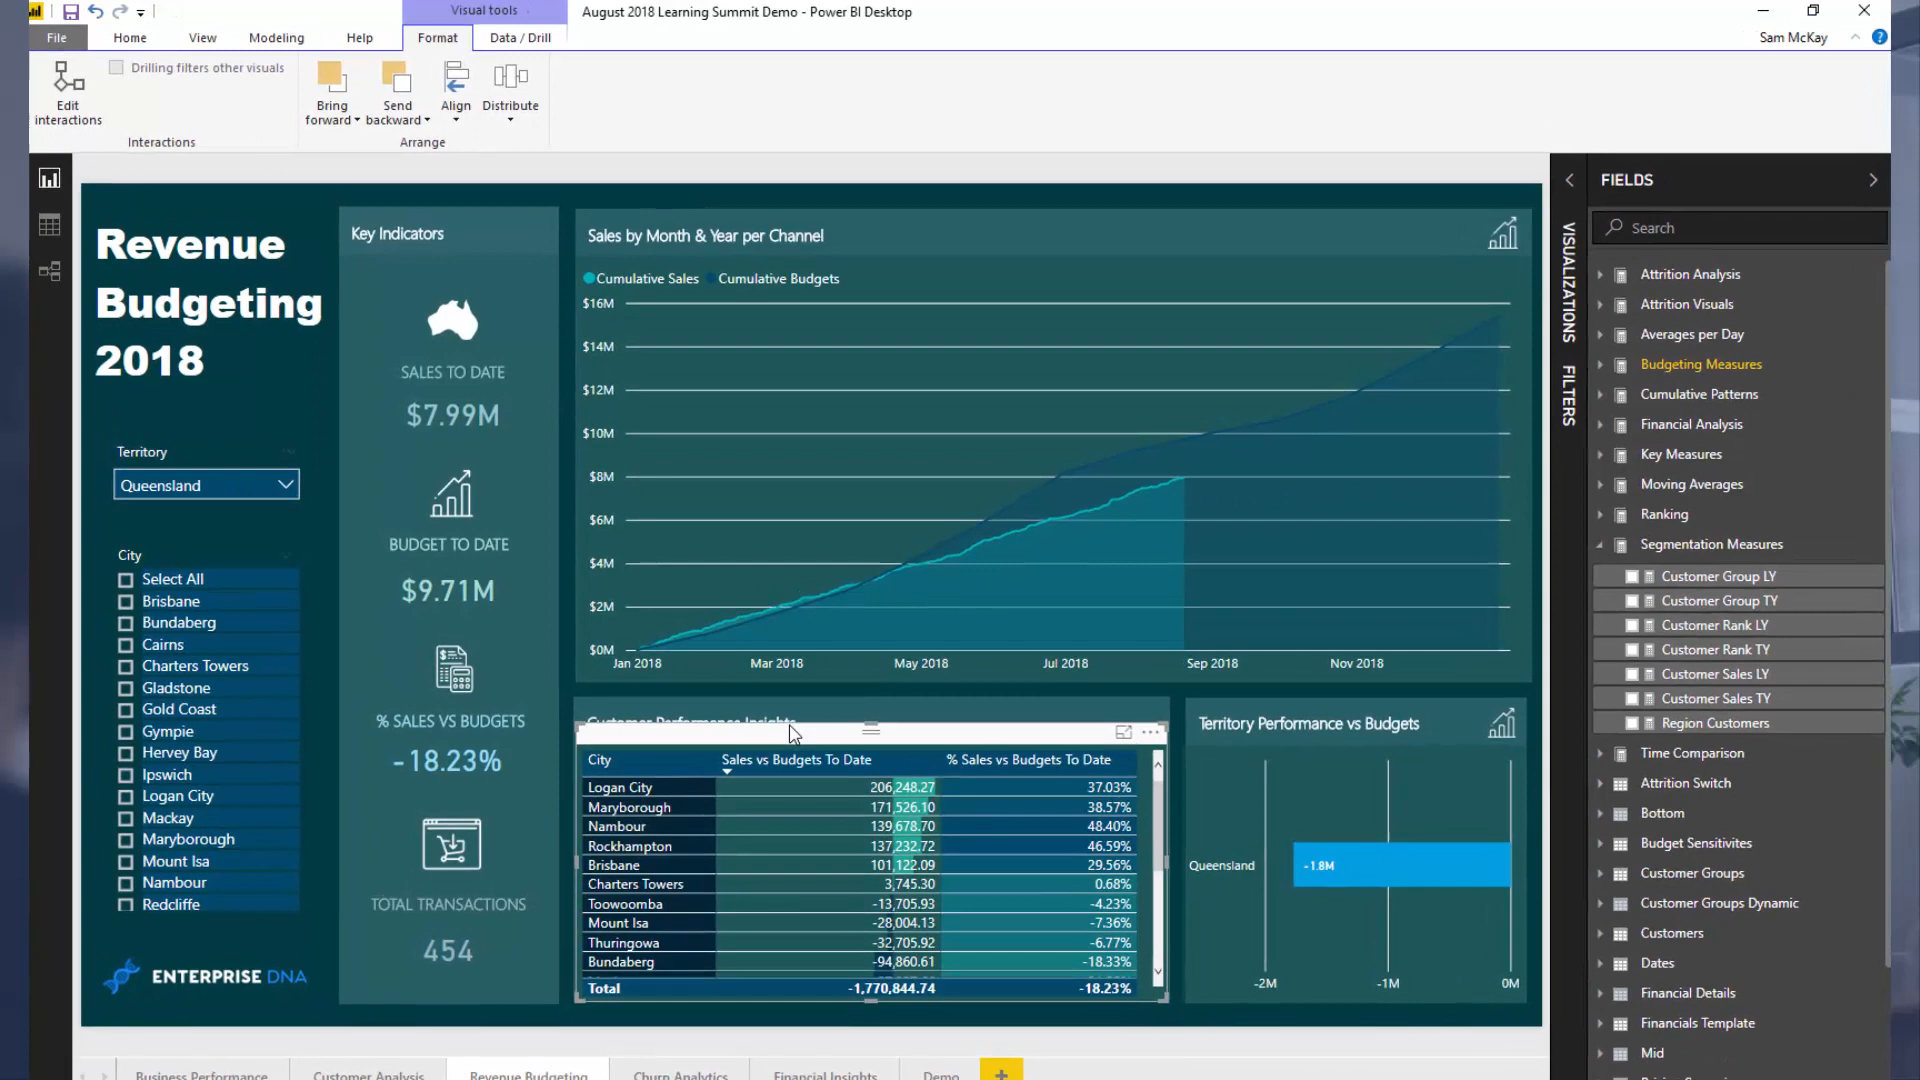 Visual tools
August 2018 Learning Summit Demo - Power BI Desktop
File
Home
View
Modeling
Help
Format
Data / Drill
Sam McKay
?
Edit
interactions
Drilling filters other visuals
Interactions
Bring
forward
Send
backward
Align
Distribute
Arrange
Revenue
Budgeting
2018
Territory
Queensland
City
Select All
Brisbane
Bundaberg
Cairns
Charters Towers
Gladstone
Gold Coast
Gympie
Hervey Bay
Ipswich
Logan City
Mackay
Maryborough
Mount Isa
Nambour
Redcliffe
ENTERPRISE DNA
Key Indicators
SALES TO DATE
$7.99M
BUDGET TO DATE
$9.71M
% SALES VS BUDGETS
-18.23%
TOTAL TRANSACTIONS
454
Sales by Month & Year per Channel
Cumulative Sales Cumulative Budgets
$16M
$14M
$12M
$10M
$8M
$6M
$4M
$2M
$0M
Jan 2018 Mar 2018 May 2018 Jul 2018 Sep 2018 Nov 2018
Customer Performance Insights
City Sales vs Budgets To Date % Sales vs Budgets To Date
Logan City 206,248.27 37.03%
Maryborough 171,526.10 38.57%
Nambour 139,678.70 48.40%
Rockhampton 137,232.72 46.59%
Brisbane 101,122.09 29.56%
Charters Towers 3,745.30 0.68%
Toowoomba -13,705.93 -4.23%
Mount Isa -28,004.13 -7.36%
Thuringowa -32,705.92 -6.77%
Bundaberg -94,860.61 -18.33%
Total -1,770,844.74 -18.23%
Territory Performance vs Budgets
Queensland
-1.8M
-2M -1M 0M
VISUALIZATIONS
FILTERS
FIELDS
Search
Attrition Analysis
Attrition Visuals
Averages per Day
Budgeting Measures
Cumulative Patterns
Financial Analysis
Key Measures
Moving Averages
Ranking
Segmentation Measures
Customer Group LY
Customer Group TY
Customer Rank LY
Customer Rank TY
Customer Sales LY
Customer Sales TY
Region Customers
Time Comparison
Attrition Switch
Bottom
Budget Sensitivites
Customer Groups
Customer Groups Dynamic
Customers
Dates
Financial Details
Financials Template
Mid
Business Performance
Customer Analysis
Revenue Budgeting
Churn Analytics
Financial Insights
Demo
+